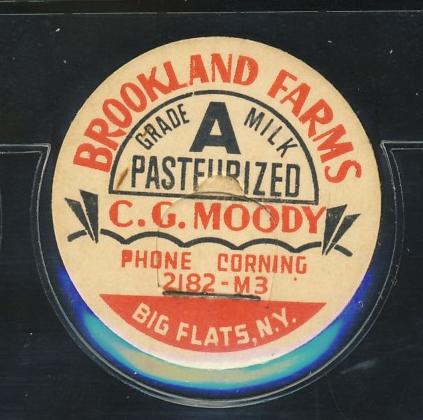 BROOKLAND FARMS
GRADE A MILK
PASTEURIZED
C.G. MOODY
PHONE CORNING
2182-M3
BIG FLATS, N.Y.